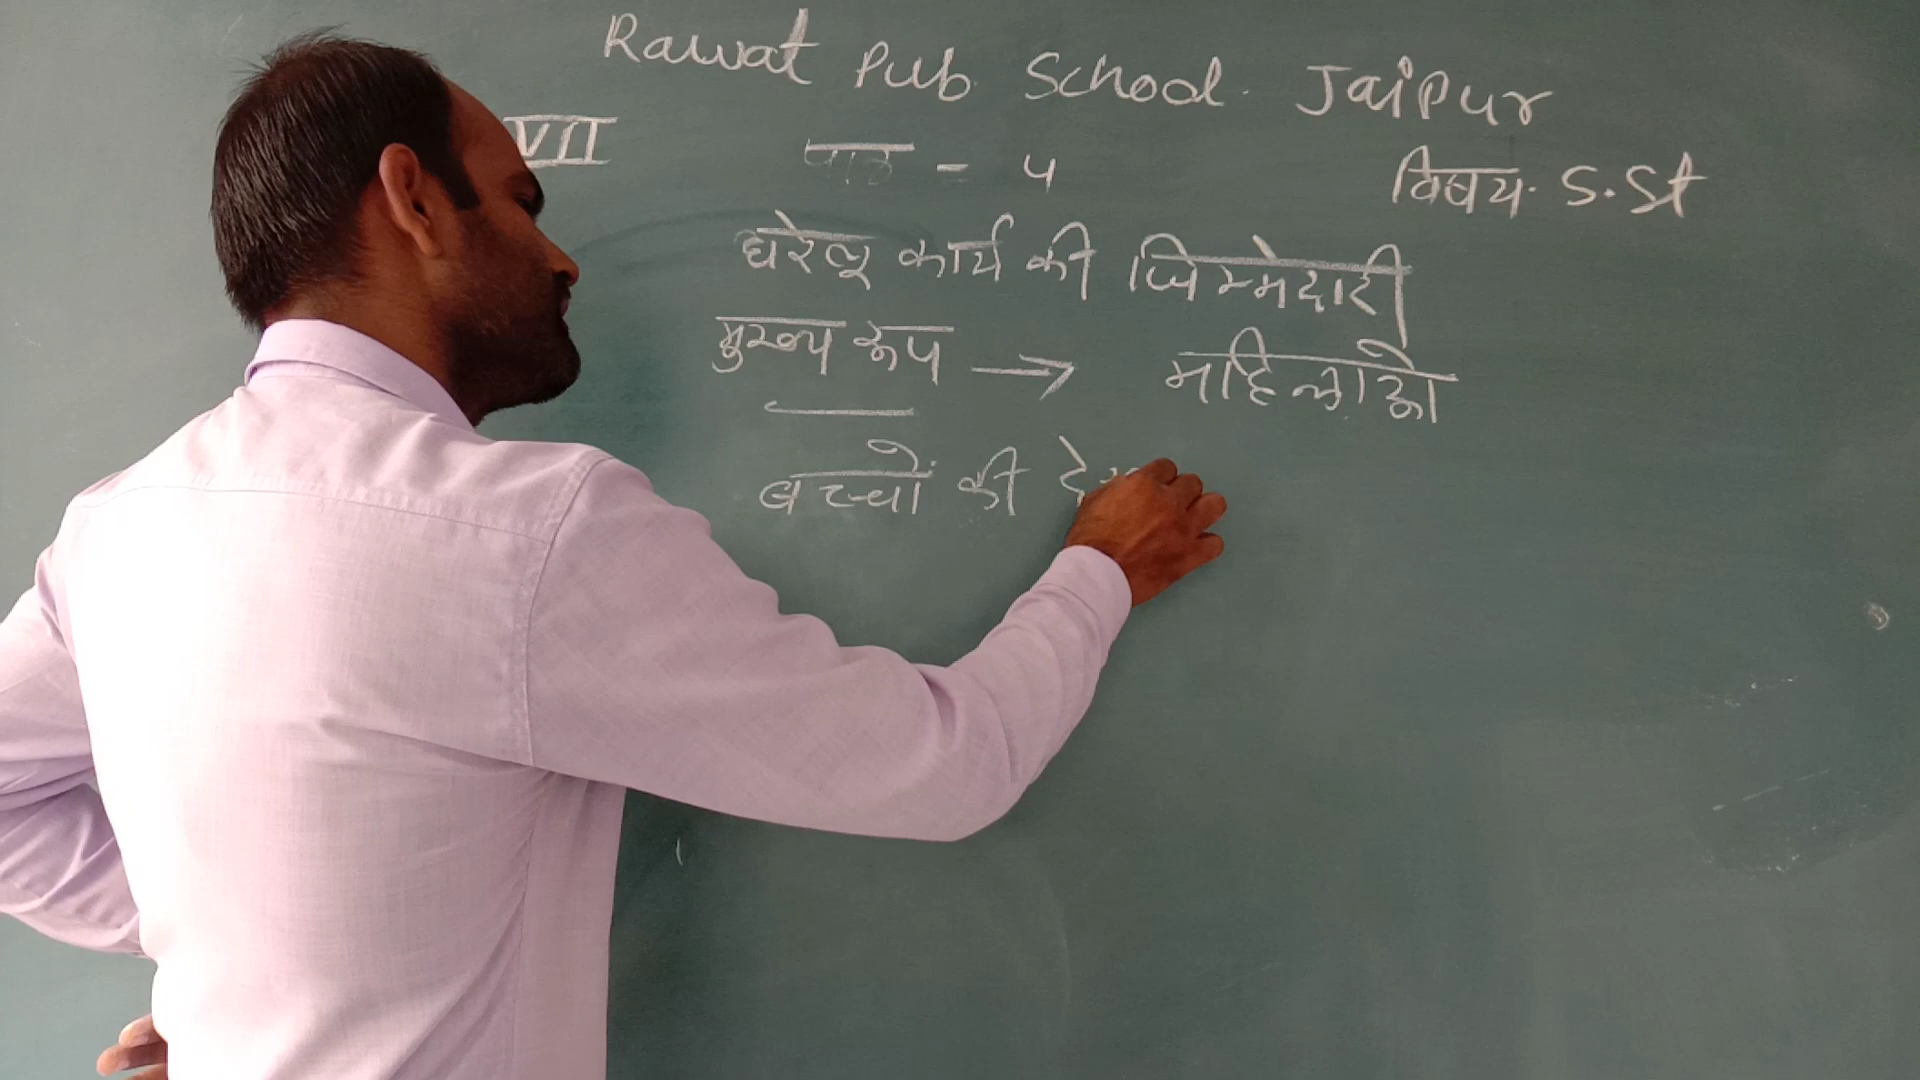 Rawat Pub. School. Jaipur
VII
पाठ - 4
विषय. S.St
घरेलू कार्य की जिम्मेदारी
मुख्य रूप → महिलाओ
बच्चों की